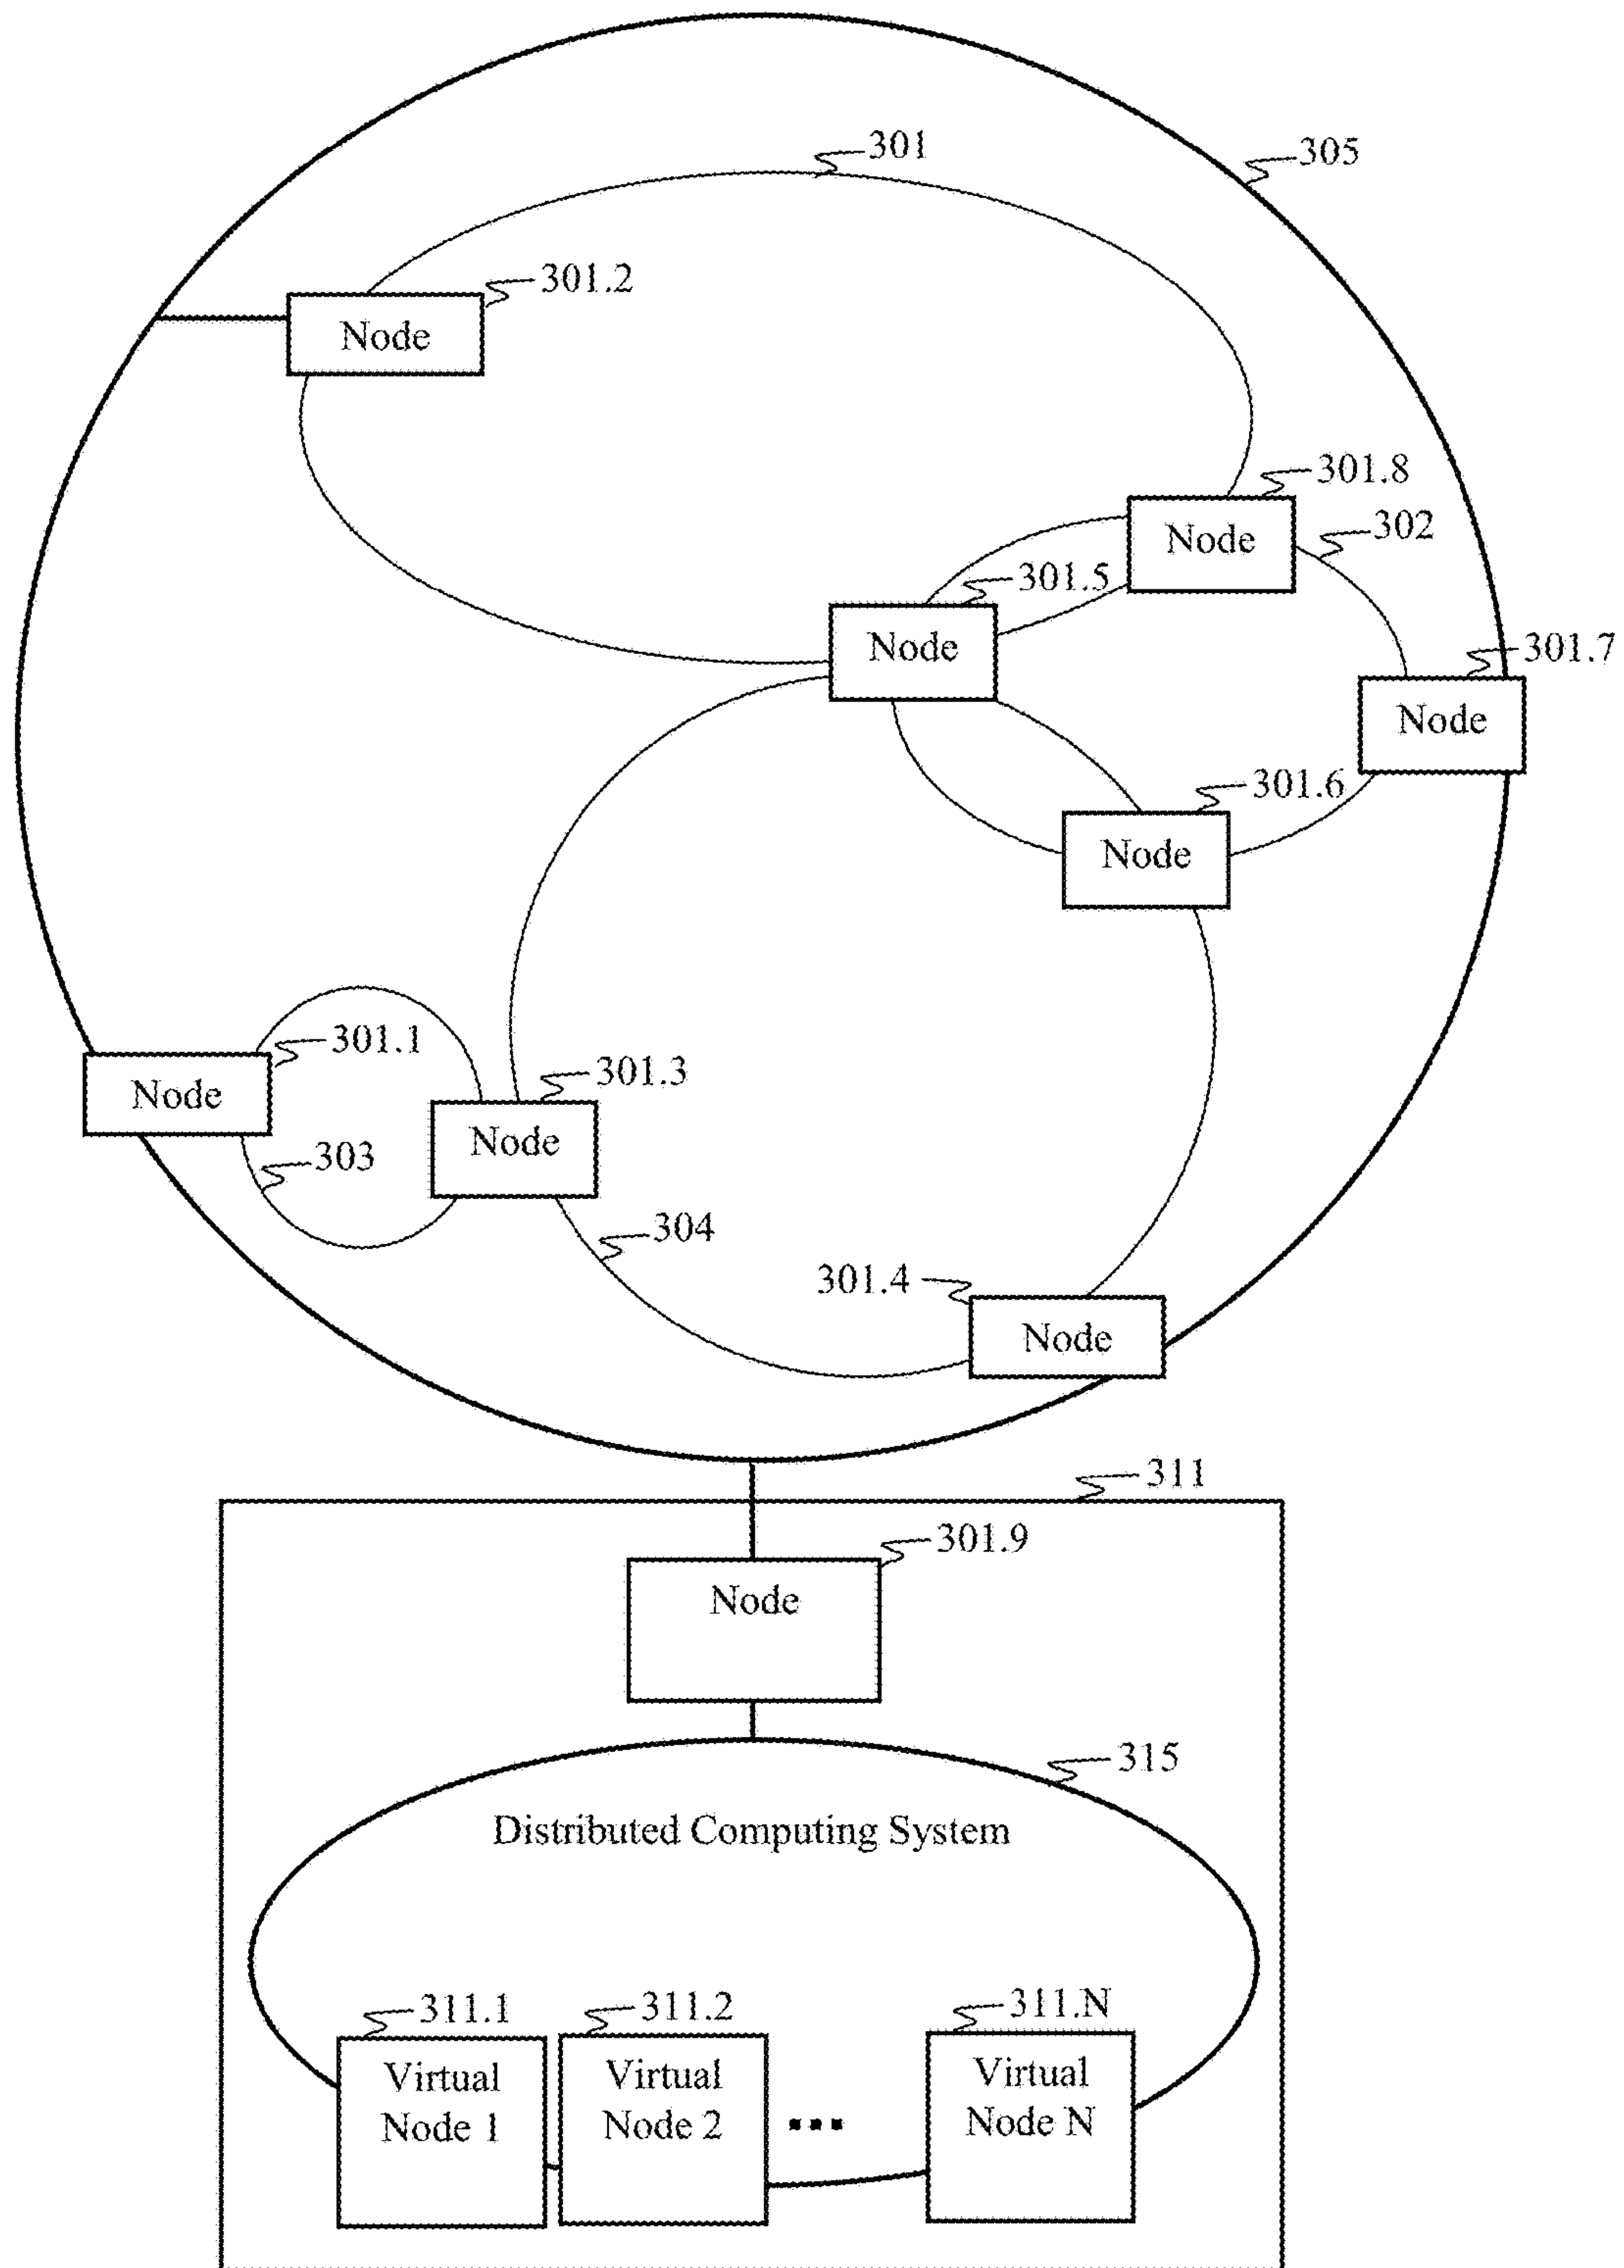 301
305
301.2
Node
301.8
Node
302
301.5
Node
301.7
Node
301.6
Node
301.1
Node
301.3
Node
303
304
301.4
Node
311
301.9
Node
315
Distributed Computing System
311.1
Virtual
Node 1
311.2
Virtual
Node 2
...
311.N
Virtual
Node N